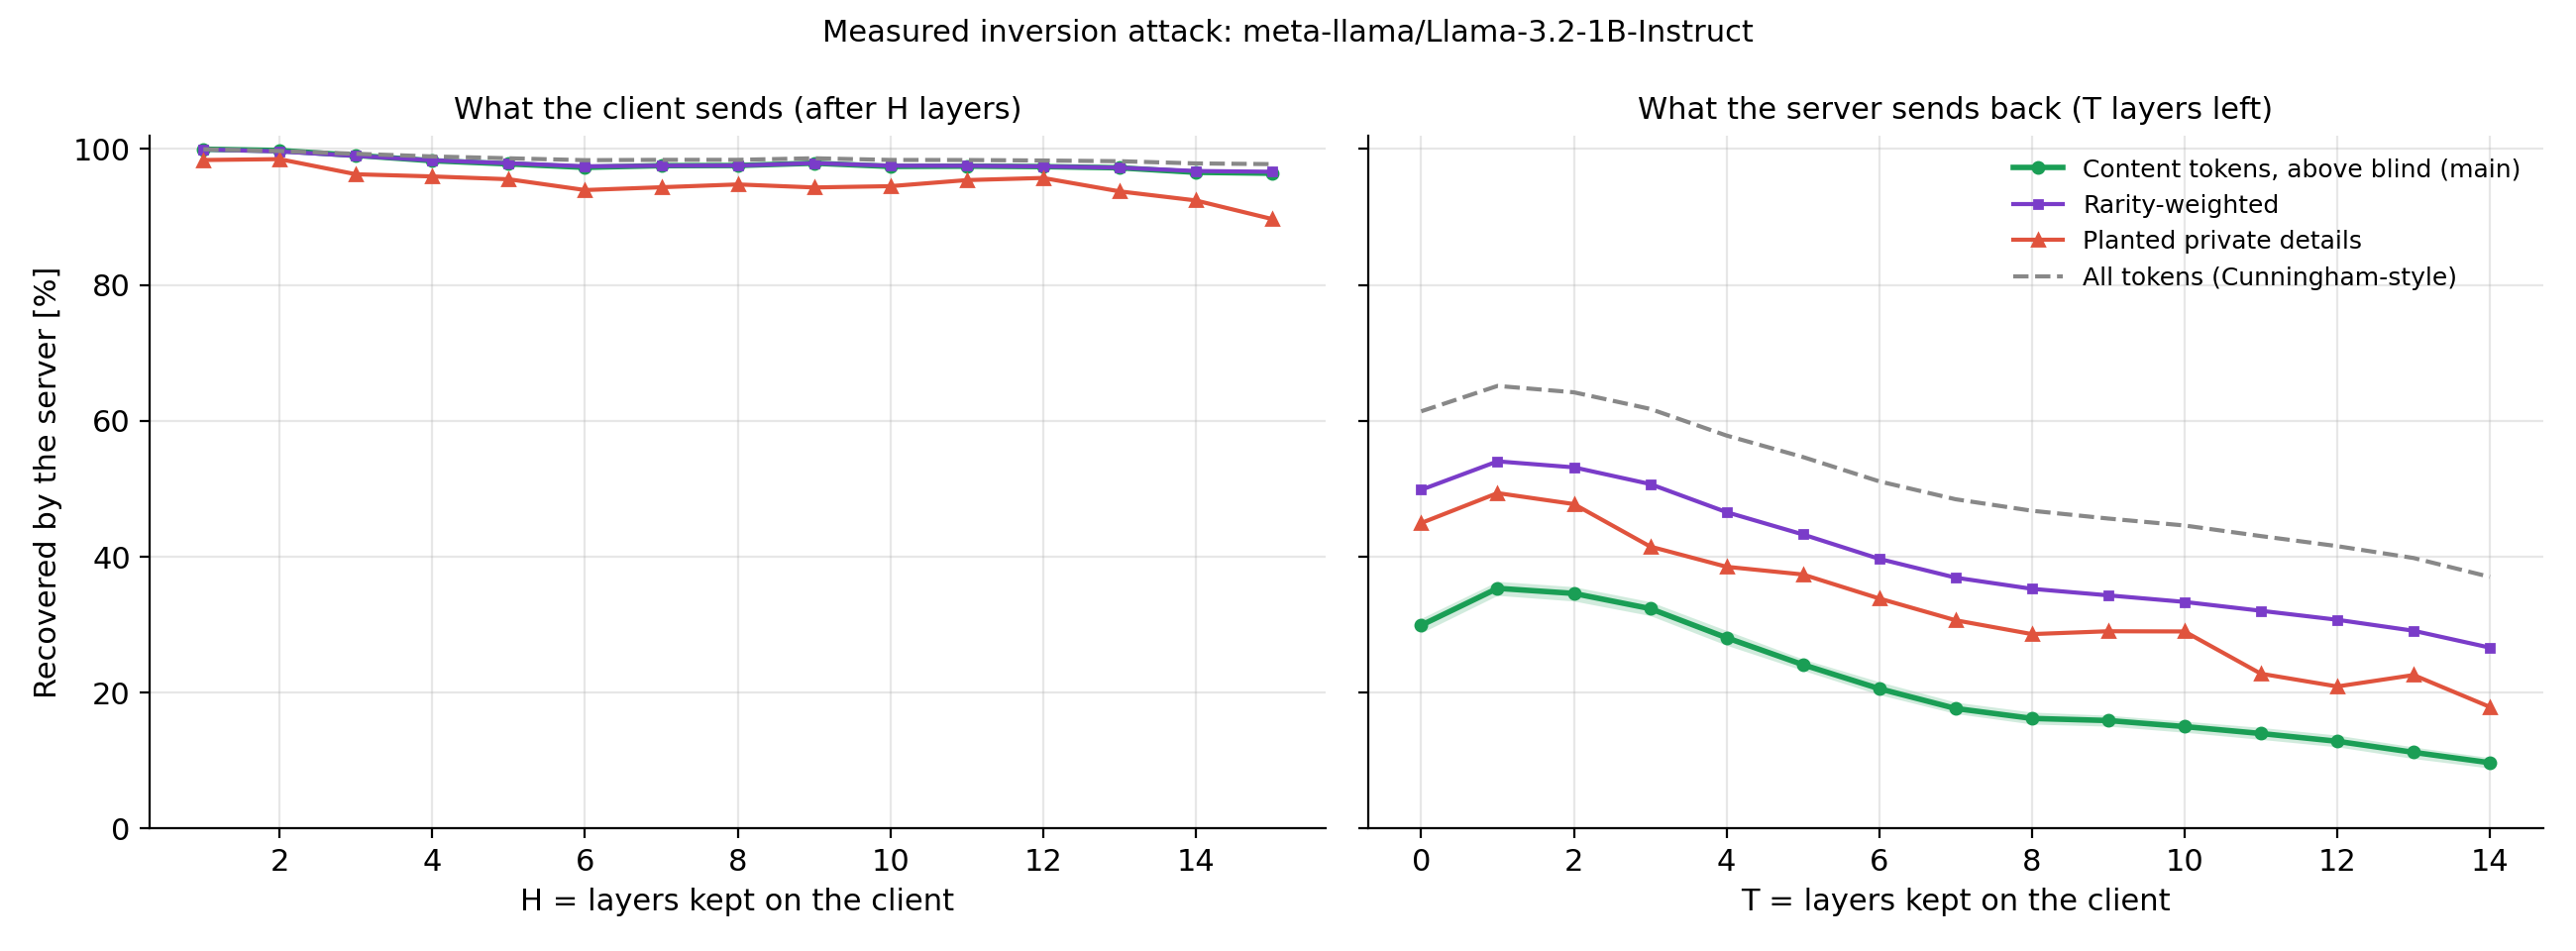 Measured inversion attack: meta-llama/Llama-3.2-1B-Instruct
What the client sends (after H layers)
What the server sends back (T layers left)
Recovered by the server [%]
100
80
60
40
20
0
2
4
6
8
10
12
14
H = layers kept on the client
Content tokens, above blind (main)
Rarity-weighted
Planted private details
All tokens (Cunningham-style)
0
2
4
6
8
10
12
14
T = layers kept on the client